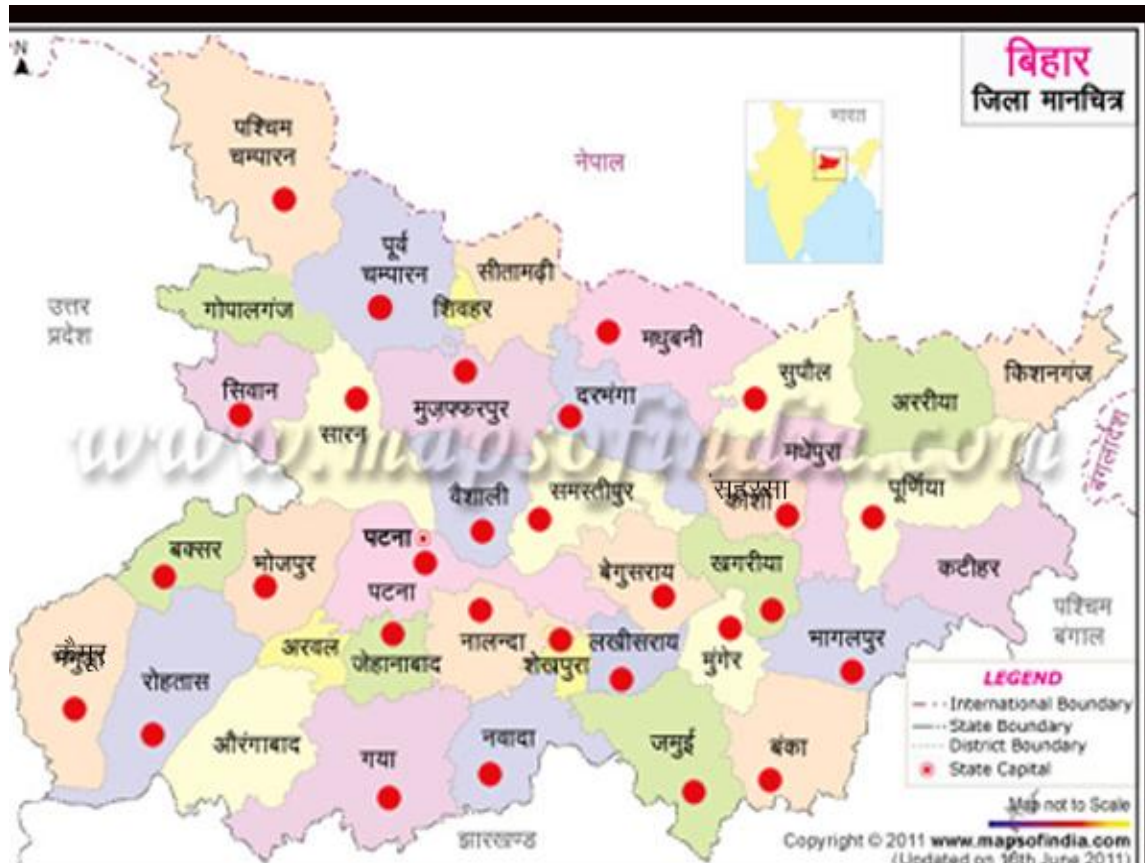 N
बिहार
जिला मानचित्र
भारत
पश्चिम
चम्पारन
नेपाल
पूर्व
चम्पारन
सीतामढ़ी
शिवहर
गोपालगंज
उत्तर
प्रदेश
मधुबनी
सुपौल
किशनगंज
अररीया
सिवान
सारन
मुज़फ्फरपुर
दरभंगा
www.mapsofindia.com
मधेपुरा
बंगलादेश
वैशाली
समस्तीपुर
सहरसा
कोशी
पूर्णिया
पटना
बक्सर
भोजपुर
पटना
बेगुसराय
खगरीया
कटीहर
पश्चिम
बंगाल
कैमूर
रोहतास
अरवल
जेहानाबाद
नालन्दा
शेखपुरा
लखीसराय
मुंगेर
भागलपुर
औरंगाबाद
गया
नवादा
जमुई
बंका
झारखण्ड
LEGEND
International Boundary
State Boundary
District Boundary
State Capital
Map not to Scale
Copyright © 2011 www.mapsofindia.com
(Updated on 16th June 2011)